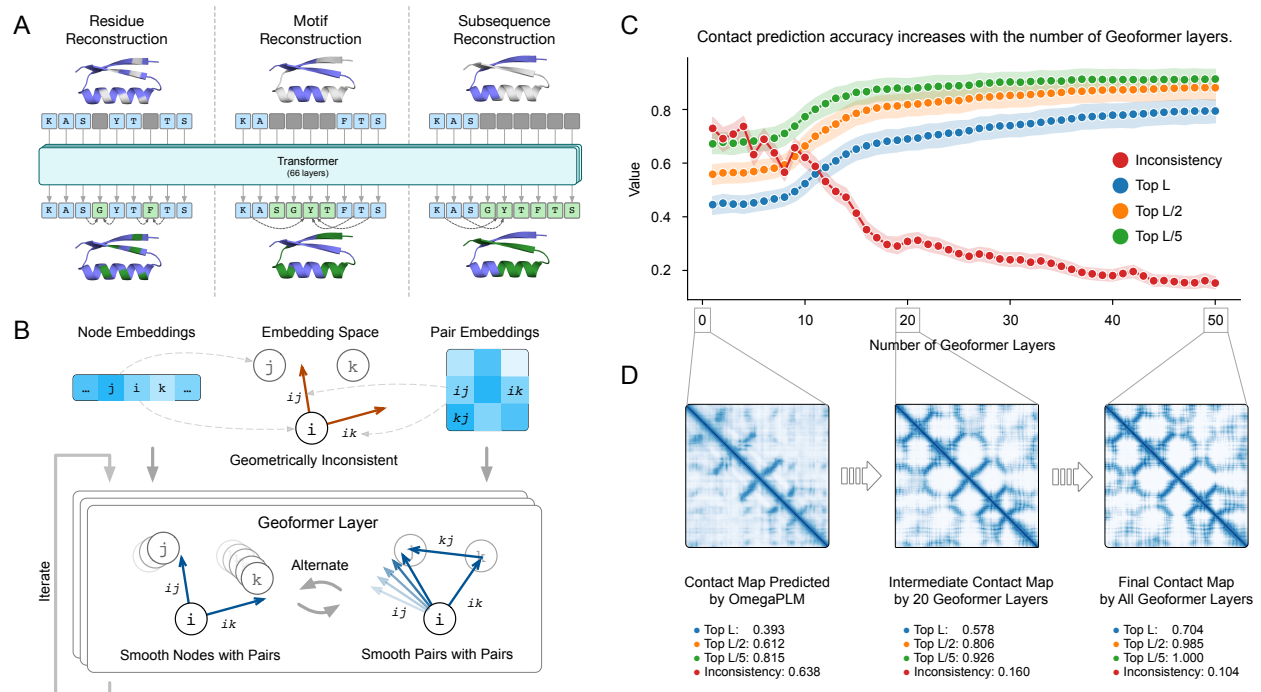 A
Residue
Reconstruction
Motif
Reconstruction
Subsequence
Reconstruction
K A S Y T T S
K A F T S
K A S
Transformer
(66 layers)
K A S G Y T F T S
K A S G Y T F T S
K A S G Y T F T S
B
Node Embeddings
Embedding Space
Pair Embeddings
… j i k …
j
k
ij
i
ik
ij ik
kj
Geometrically Inconsistent
Iterate
Geoformer Layer
j
k
ij
i
ik
Smooth Nodes with Pairs
Alternate
kj
k
ij
i
ik
Smooth Pairs with Pairs
C
Contact prediction accuracy increases with the number of Geoformer layers.
Value
0.8
0.6
0.4
0.2
Inconsistency
Top L
Top L/2
Top L/5
0 10 20 30 40 50
Number of Geoformer Layers
D
Contact Map Predicted
by OmegaPLM
Top L: 0.393
Top L/2: 0.612
Top L/5: 0.815
Inconsistency: 0.638
Intermediate Contact Map
by 20 Geoformer Layers
Top L: 0.578
Top L/2: 0.806
Top L/5: 0.926
Inconsistency: 0.160
Final Contact Map
by All Geoformer Layers
Top L: 0.704
Top L/2: 0.985
Top L/5: 1.000
Inconsistency: 0.104